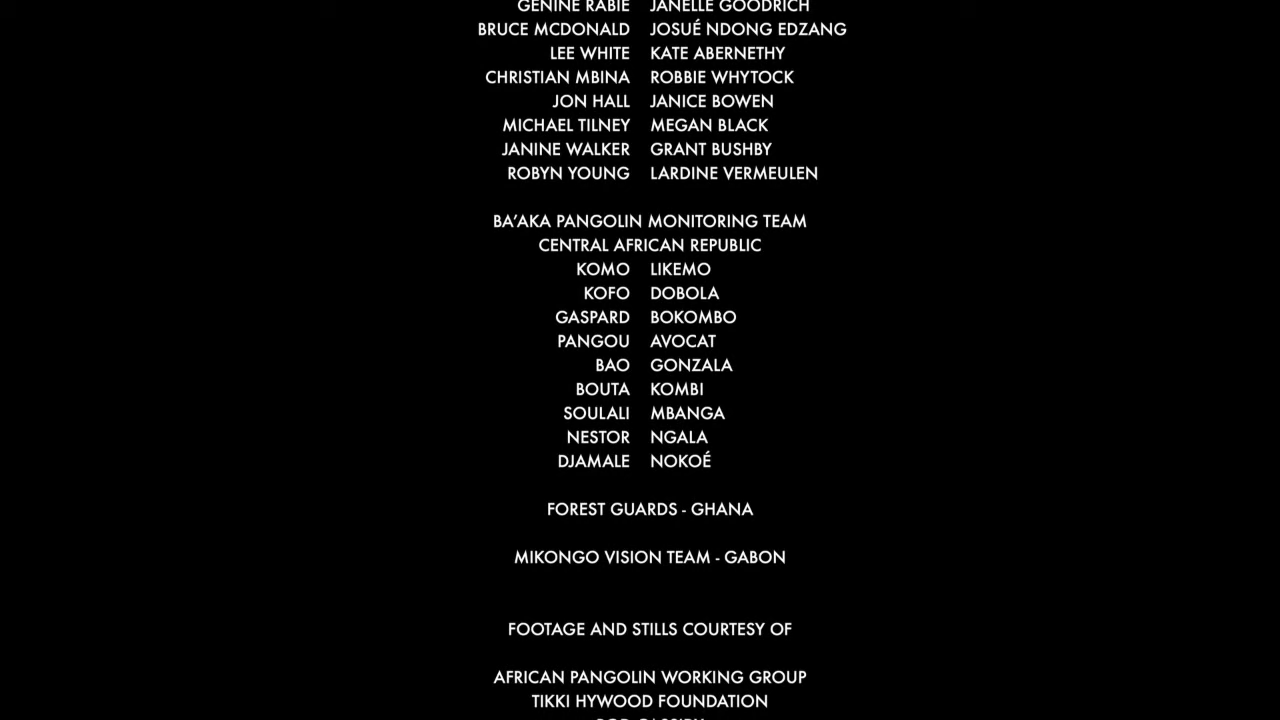 GENINE RABIE JANELLE GOODRICH
BRUCE MCDONALD JOSUÉ NDONG EDZANG
LEE WHITE KATE ABERNETHY
CHRISTIAN MBINA ROBBIE WHYTOCK
JON HALL JANICE BOWEN
MICHAEL TILNEY MEGAN BLACK
JANINE WALKER GRANT BUSHBY
ROBYN YOUNG LARDINE VERMEULEN
BA’AKA PANGOLIN MONITORING TEAM
CENTRAL AFRICAN REPUBLIC
KOMO LIKEMO
KOFO DOBOLA
GASPARD BOKOMBO
PANGOU AVOCAT
BAO GONZALA
BOUTA KOMBI
SOULALI MBANGA
NESTOR NGALA
DJAMALE NOKOÉ
FOREST GUARDS - GHANA
MIKONGO VISION TEAM - GABON
FOOTAGE AND STILLS COURTESY OF
AFRICAN PANGOLIN WORKING GROUP
TIKKI HYWOOD FOUNDATION